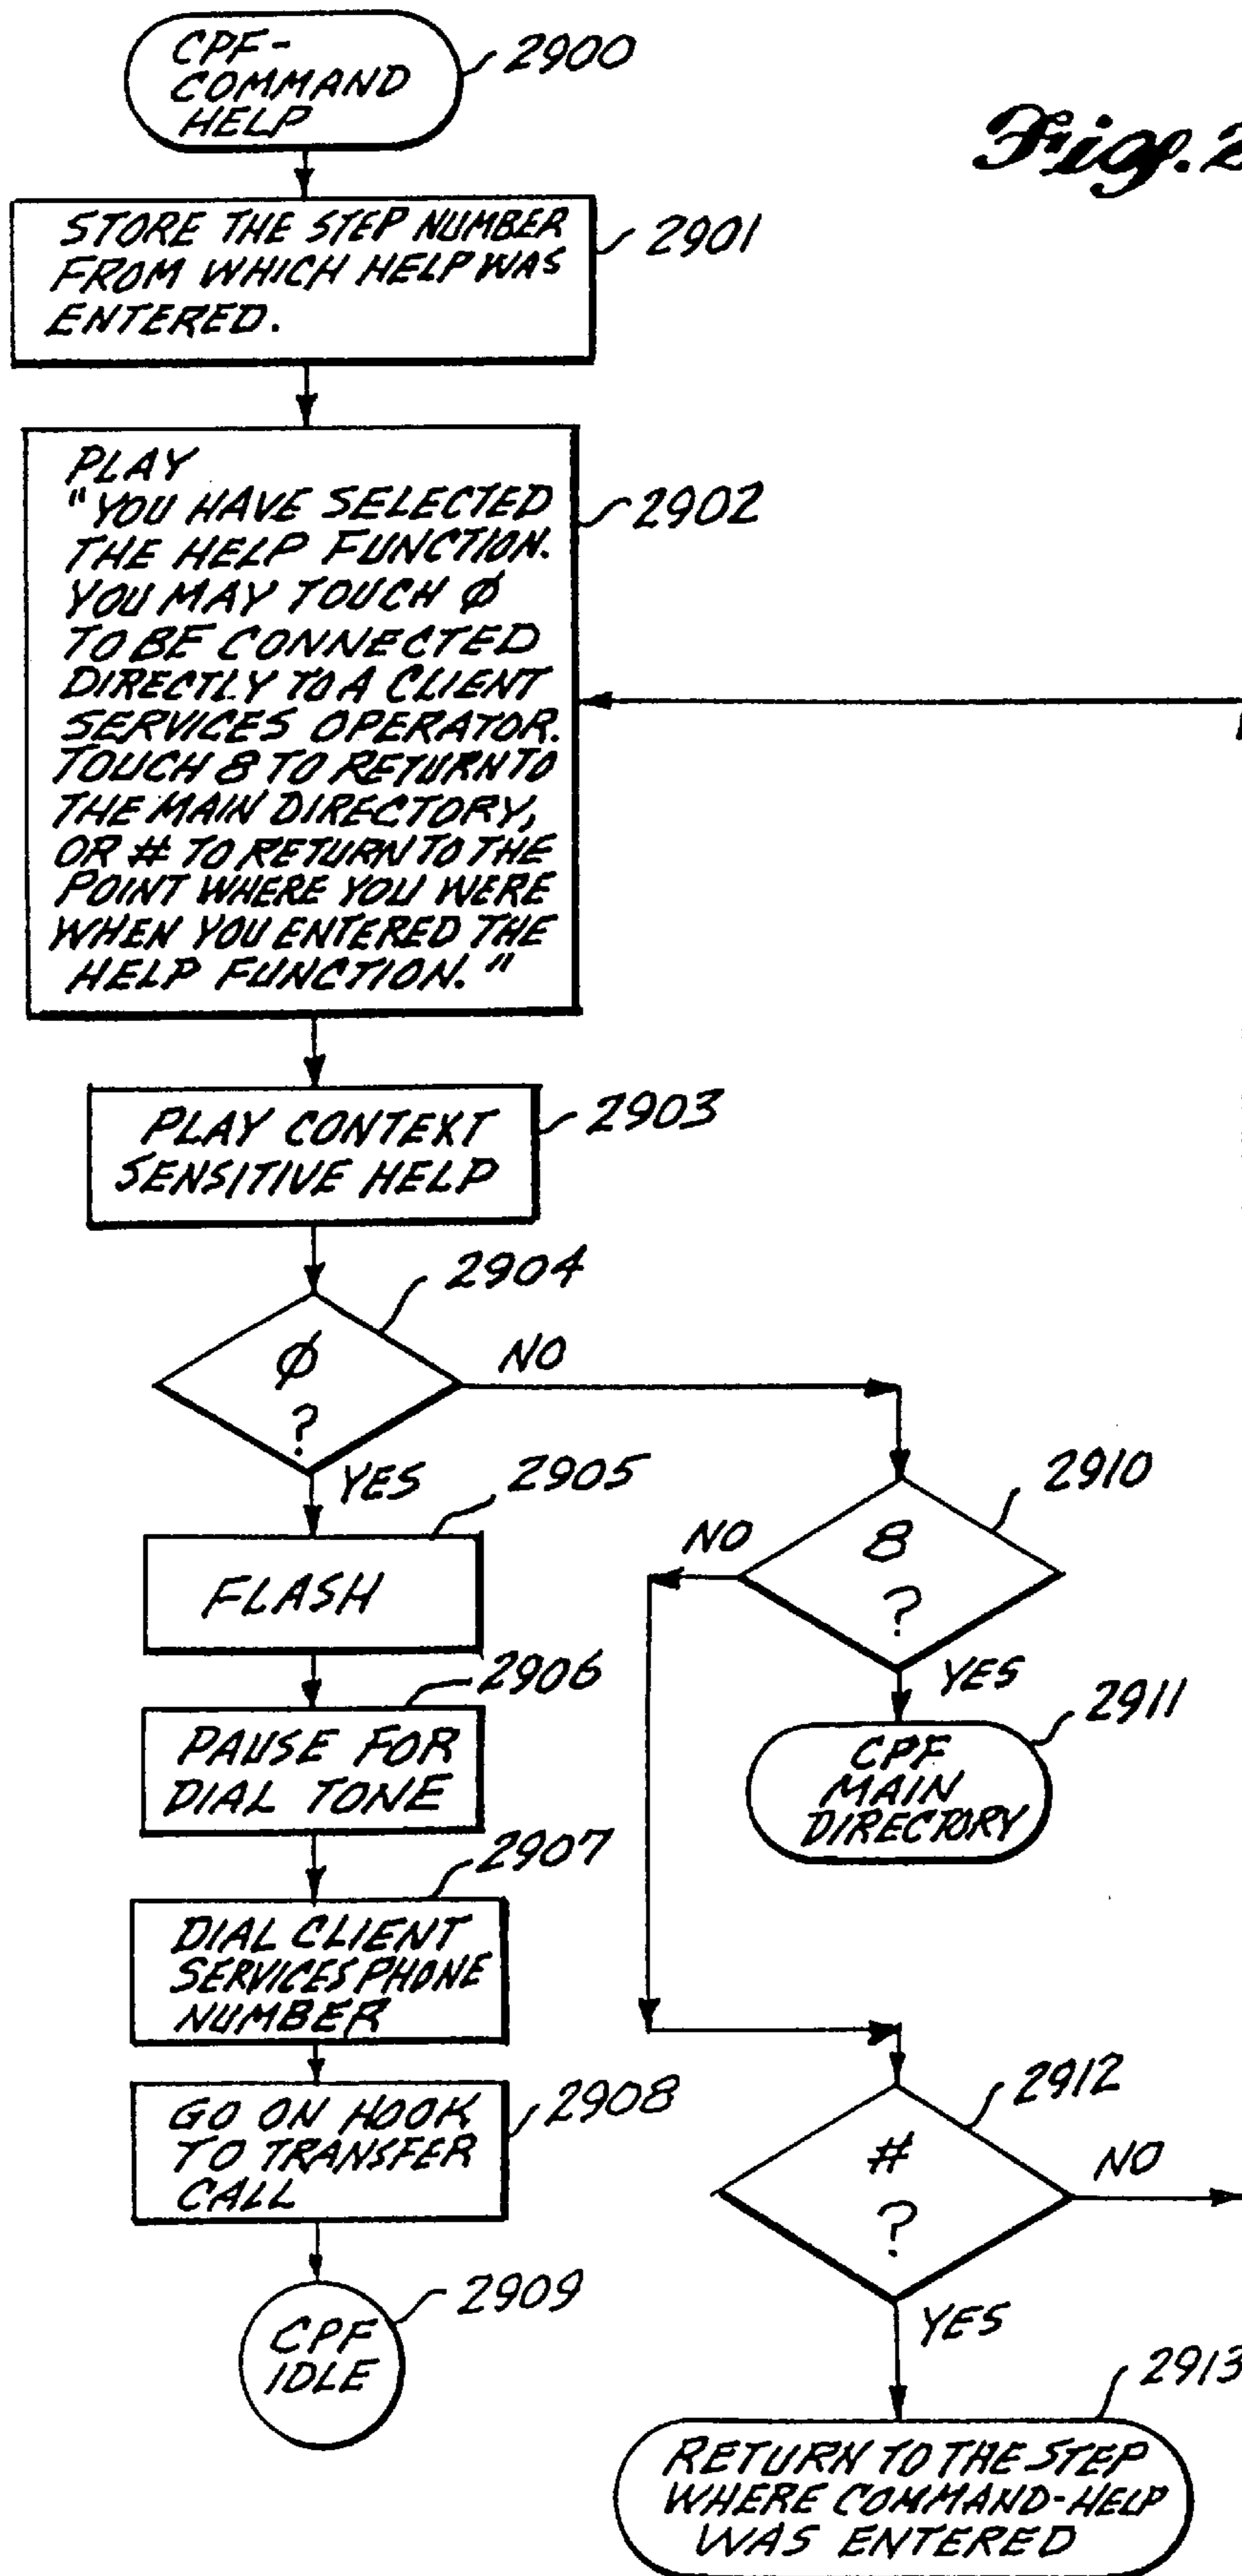 CPF-
COMMAND
HELP
2900
Fig. 2
STORE THE STEP NUMBER
FROM WHICH HELP WAS
ENTERED.
2901
PLAY
"YOU HAVE SELECTED
THE HELP FUNCTION.
YOU MAY TOUCH Ø
TO BE CONNECTED
DIRECTLY TO A CLIENT
SERVICES OPERATOR.
TOUCH 8 TO RETURN TO
THE MAIN DIRECTORY,
OR # TO RETURN TO THE
POINT WHERE YOU WERE
WHEN YOU ENTERED THE
HELP FUNCTION."
2902
PLAY CONTEXT
SENSITIVE HELP
2903
2904
Ø
?
NO
YES
2905
FLASH
2910
8
?
NO
YES
2906
PAUSE FOR
DIAL TONE
2911
CPF
MAIN
DIRECTORY
2907
DIAL CLIENT
SERVICES PHONE
NUMBER
GO ON HOOK
TO TRANSFER
CALL
2908
2912
#
?
NO
YES
2909
CPF
IDLE
2913
RETURN TO THE STEP
WHERE COMMAND-HELP
WAS ENTERED